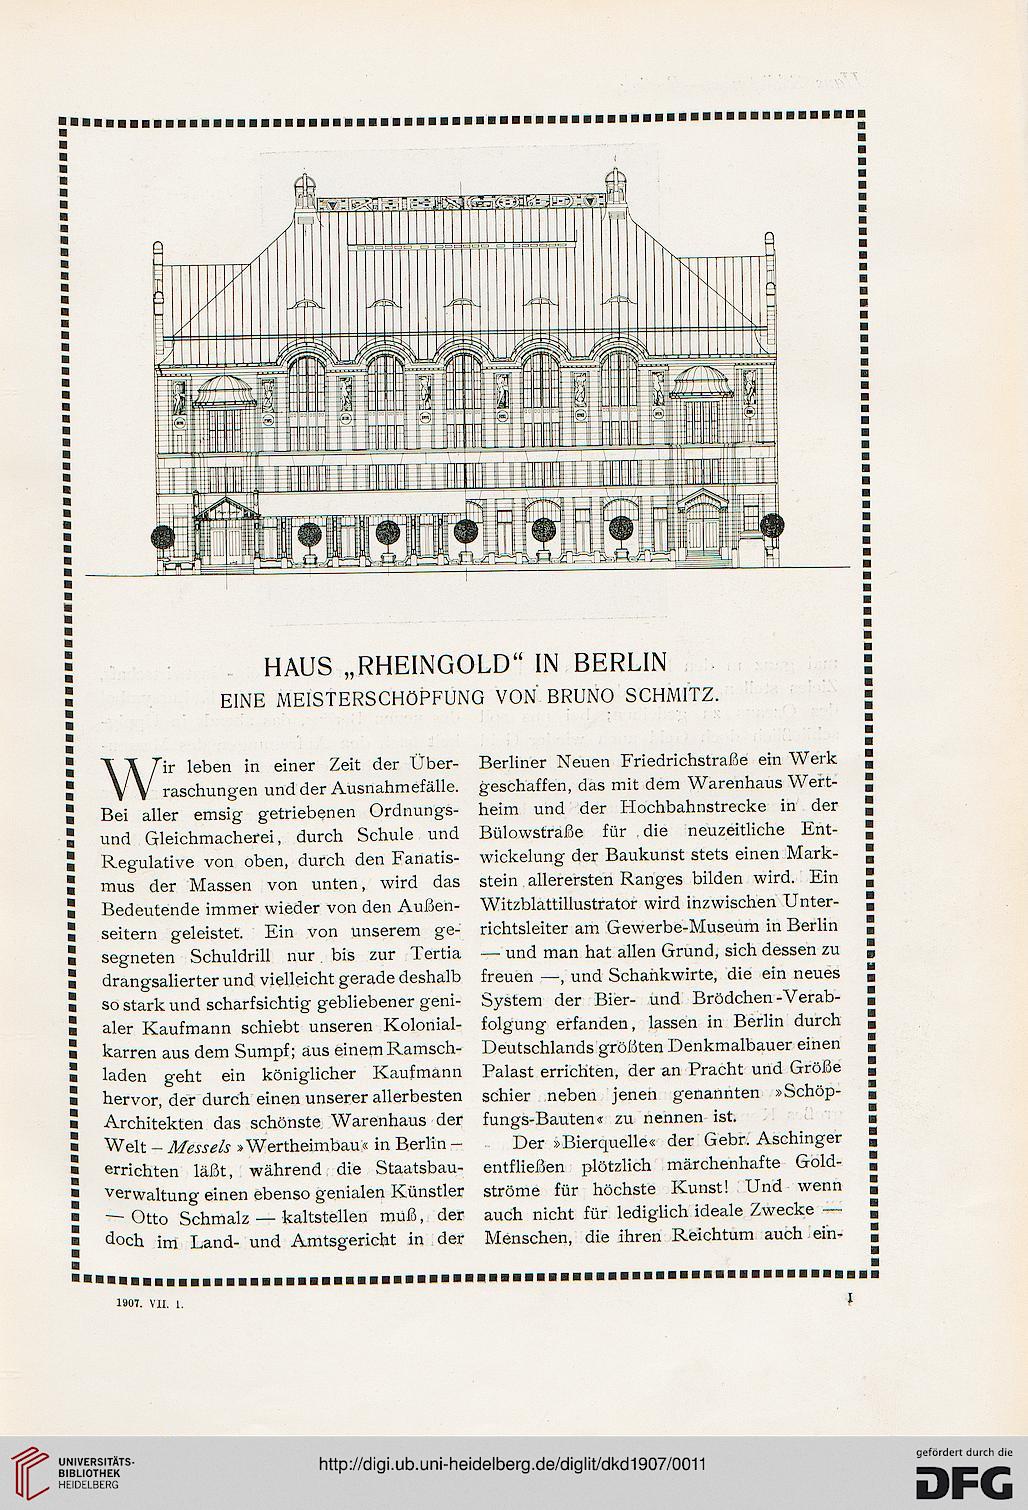 RHEINGOLD
HAUS „RHEINGOLD“ IN BERLIN
EINE MEISTERSCHÖPFUNG VON BRUNO SCHMITZ.
Wir leben in einer Zeit der Über-
raschungen und der Ausnahmefälle.
Bei aller emsig getriebenen Ordnungs-
und Gleichmacherei, durch Schule und
Regulative von oben, durch den Fanatis-
mus der Massen von unten, wird das
Bedeutende immer wieder von den Außen-
seitern geleistet. Ein von unserem ge-
segneten Schuldrill nur bis zur Tertia
drangsalierter und vielleicht gerade deshalb
so stark und scharfsichtig gebliebener geni-
aler Kaufmann schiebt unseren Kolonial-
karren aus dem Sumpf; aus einem Ramsch-
laden geht ein königlicher Kaufmann
hervor, der durch einen unserer allerbesten
Architekten das schönste Warenhaus der
Welt – Messels »Wertheimbau« in Berlin –
errichten läßt, während die Staatsbau-
verwaltung einen ebenso genialen Künstler
— Otto Schmalz — kaltstellen muß, der
doch im Land- und Amtsgericht in der
Berliner Neuen Friedrichstraße ein Werk
geschaffen, das mit dem Warenhaus Wert-
heim und der Hochbahnstrecke in der
Bülowstraße für die neuzeitliche Ent-
wickelung der Baukunst stets einen Mark-
stein allerersten Ranges bilden wird. Ein
Witzblattillustrator wird inzwischen Unter-
richtsleiter am Gewerbe-Museum in Berlin
— und man hat allen Grund, sich dessen zu
freuen —, und Schankwirte, die ein neues
System der Bier- und Brödchen-Verab-
folgung erfanden, lassen in Berlin durch
Deutschlands größten Denkmalbauer einen
Palast errichten, der an Pracht und Größe
schier neben jenen genannten »Schöp-
fungs-Bauten« zu nennen ist.
Der »Bierquelle« der Gebr. Aschinger
entfließen plötzlich märchenhafte Gold-
ströme für höchste Kunst! Und wenn
auch nicht für lediglich ideale Zwecke —
Menschen, die ihren Reichtum auch ein-
1907. VII. 1.
I
UNIVERSITÄTS-
BIBLIOTHEK
HEIDELBERG
http://digi.ub.uni-heidelberg.de/diglit/dkd1907/0011
gefördert durch die
DFG